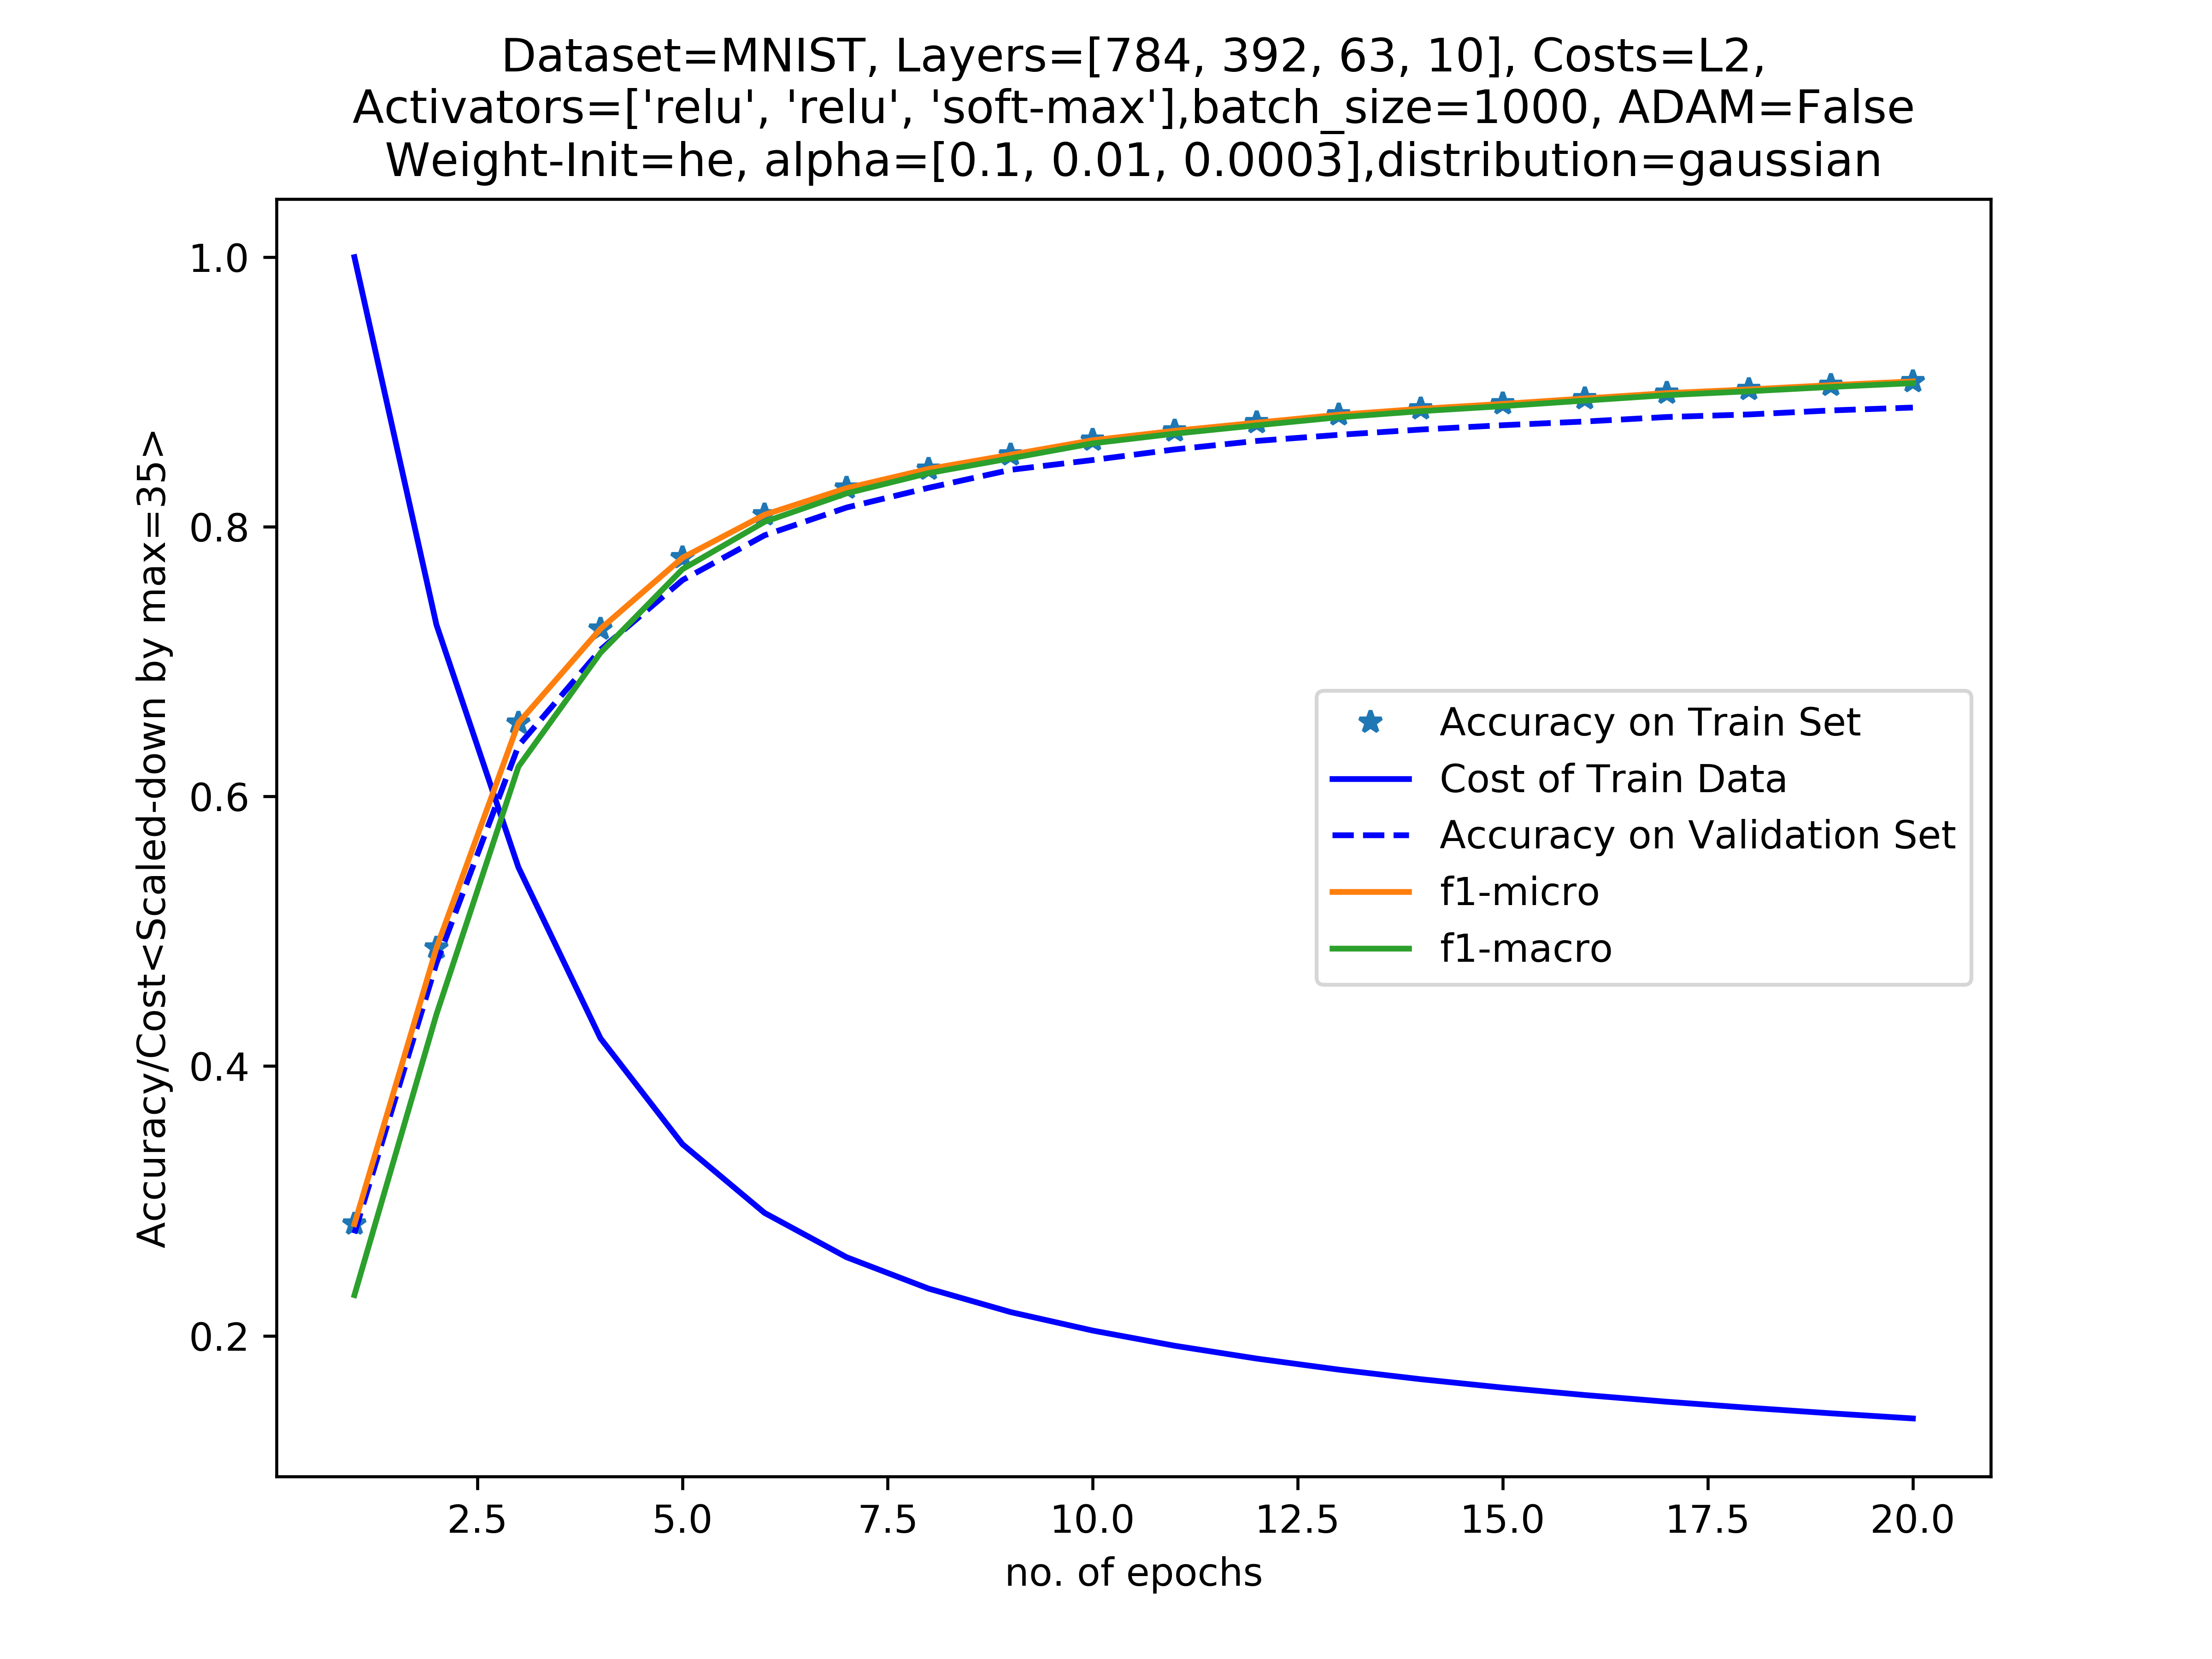 Dataset=MNIST, Layers=[784, 392, 63, 10], Costs=L2,
Activators=['relu', 'relu', 'soft-max'],batch_size=1000, ADAM=False
Weight-Init=he, alpha=[0.1, 0.01, 0.0003],distribution=gaussian
Accuracy/Cost<Scaled-down by max=35>
1.0
0.8
0.6
0.4
0.2
Accuracy on Train Set
Cost of Train Data
Accuracy on Validation Set
f1-micro
f1-macro
2.5 5.0 7.5 10.0 12.5 15.0 17.5 20.0
no. of epochs